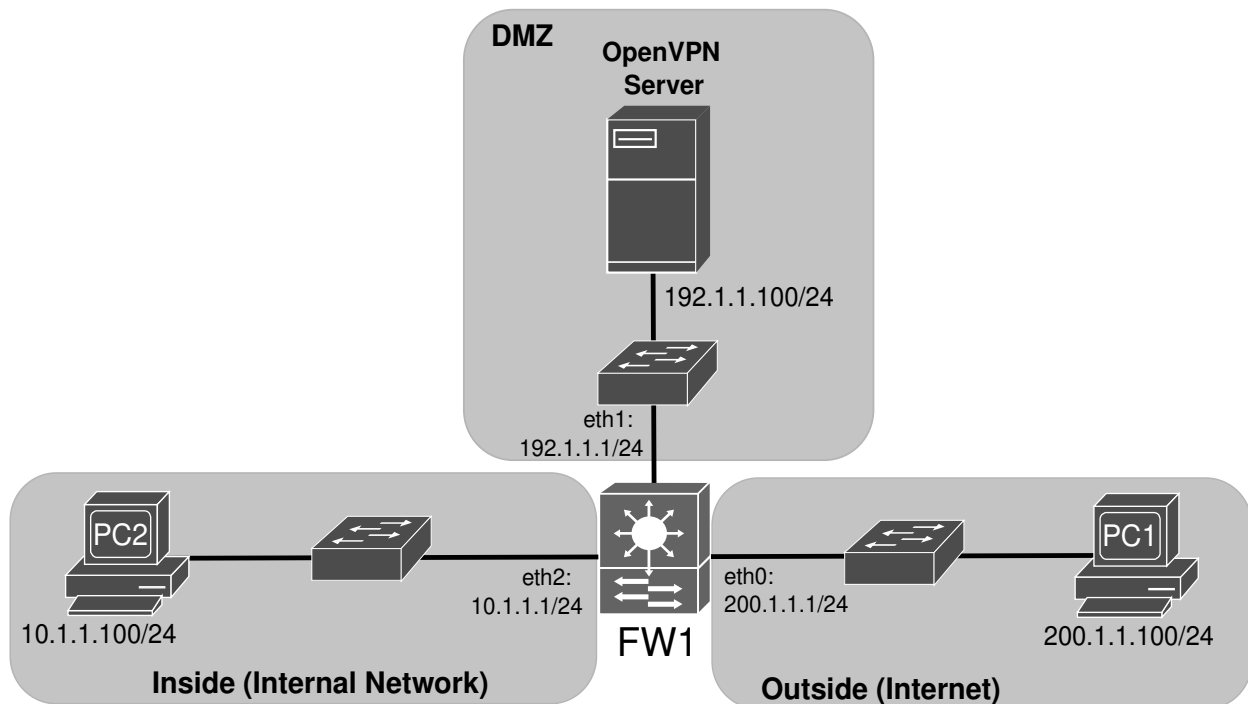 DMZ
OpenVPN
Server
192.1.1.100/24
eth1:
192.1.1.1/24
PC2
PC1
eth2:
10.1.1.1/24
eth0:
200.1.1.1/24
10.1.1.100/24
FW1
200.1.1.100/24
Inside (Internal Network)
Outside (Internet)